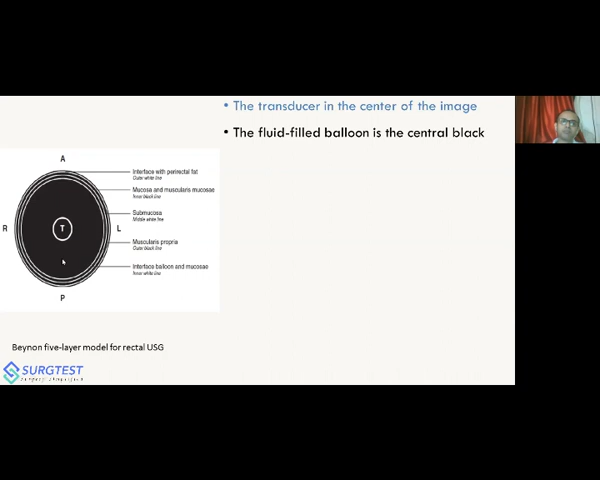 • The transducer in the center of the image
• The fluid-filled balloon is the central black
A
Interface with perirectal fat
Outer white line
Mucosa and muscularis mucosae
Inner black line
Submucosa
Middle white line
R
T
L
Muscularis propria
Outer black line
Interface balloon and mucosae
Inner white line
P
Beynon five-layer model for rectal USG
SURGTEST